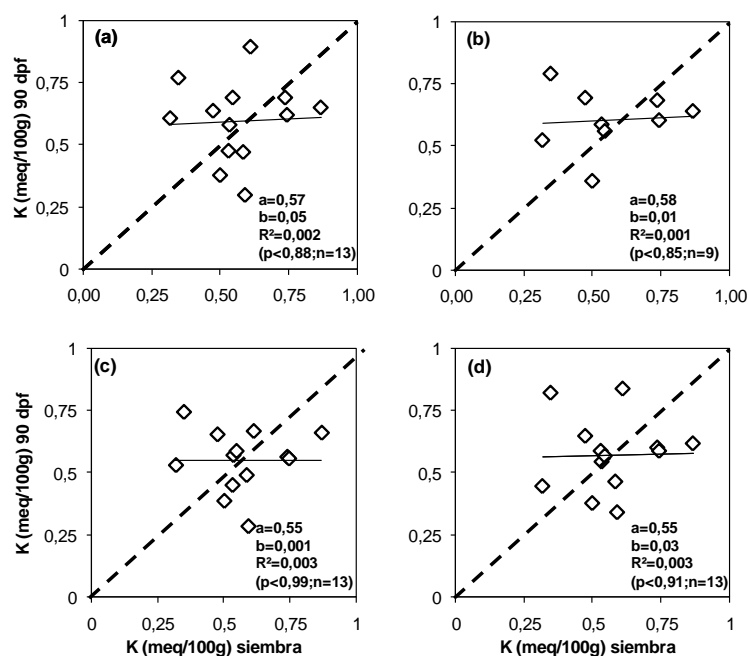 (a)
K (meq/100g) 90 dpf
1
0,75
0,5
0,25
0
0,00 0,25 0,50 0,75 1,00
a=0,57
b=0,05
R²=0,002
(p<0,88;n=13)
(b)
1
0,75
0,5
0,25
0
0,00 0,25 0,50 0,75 1,00
a=0,58
b=0,01
R²=0,001
(p<0,85;n=9)
(c)
K (meq/100g) 90 dpf
1
0,75
0,5
0,25
0
0 0,25 0,5 0,75 1
K (meq/100g) siembra
a=0,55
b=0,001
R²=0,003
(p<0,99;n=13)
(d)
1
0,75
0,5
0,25
0
0 0,25 0,5 0,75 1
K (meq/100g) siembra
a=0,55
b=0,03
R²=0,003
(p<0,91;n=13)